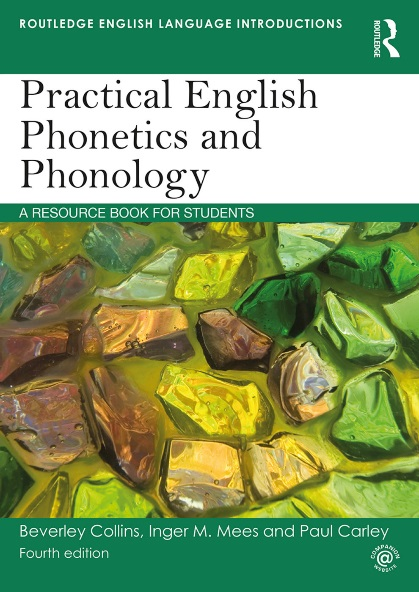 ROUTLEDGE ENGLISH LANGUAGE INTRODUCTIONS
ROUTLEDGE
Practical English
Phonetics and
Phonology
A RESOURCE BOOK FOR STUDENTS
Beverley Collins, Inger M. Mees and Paul Carley
Fourth edition
COMPANION
@
WEBSITE